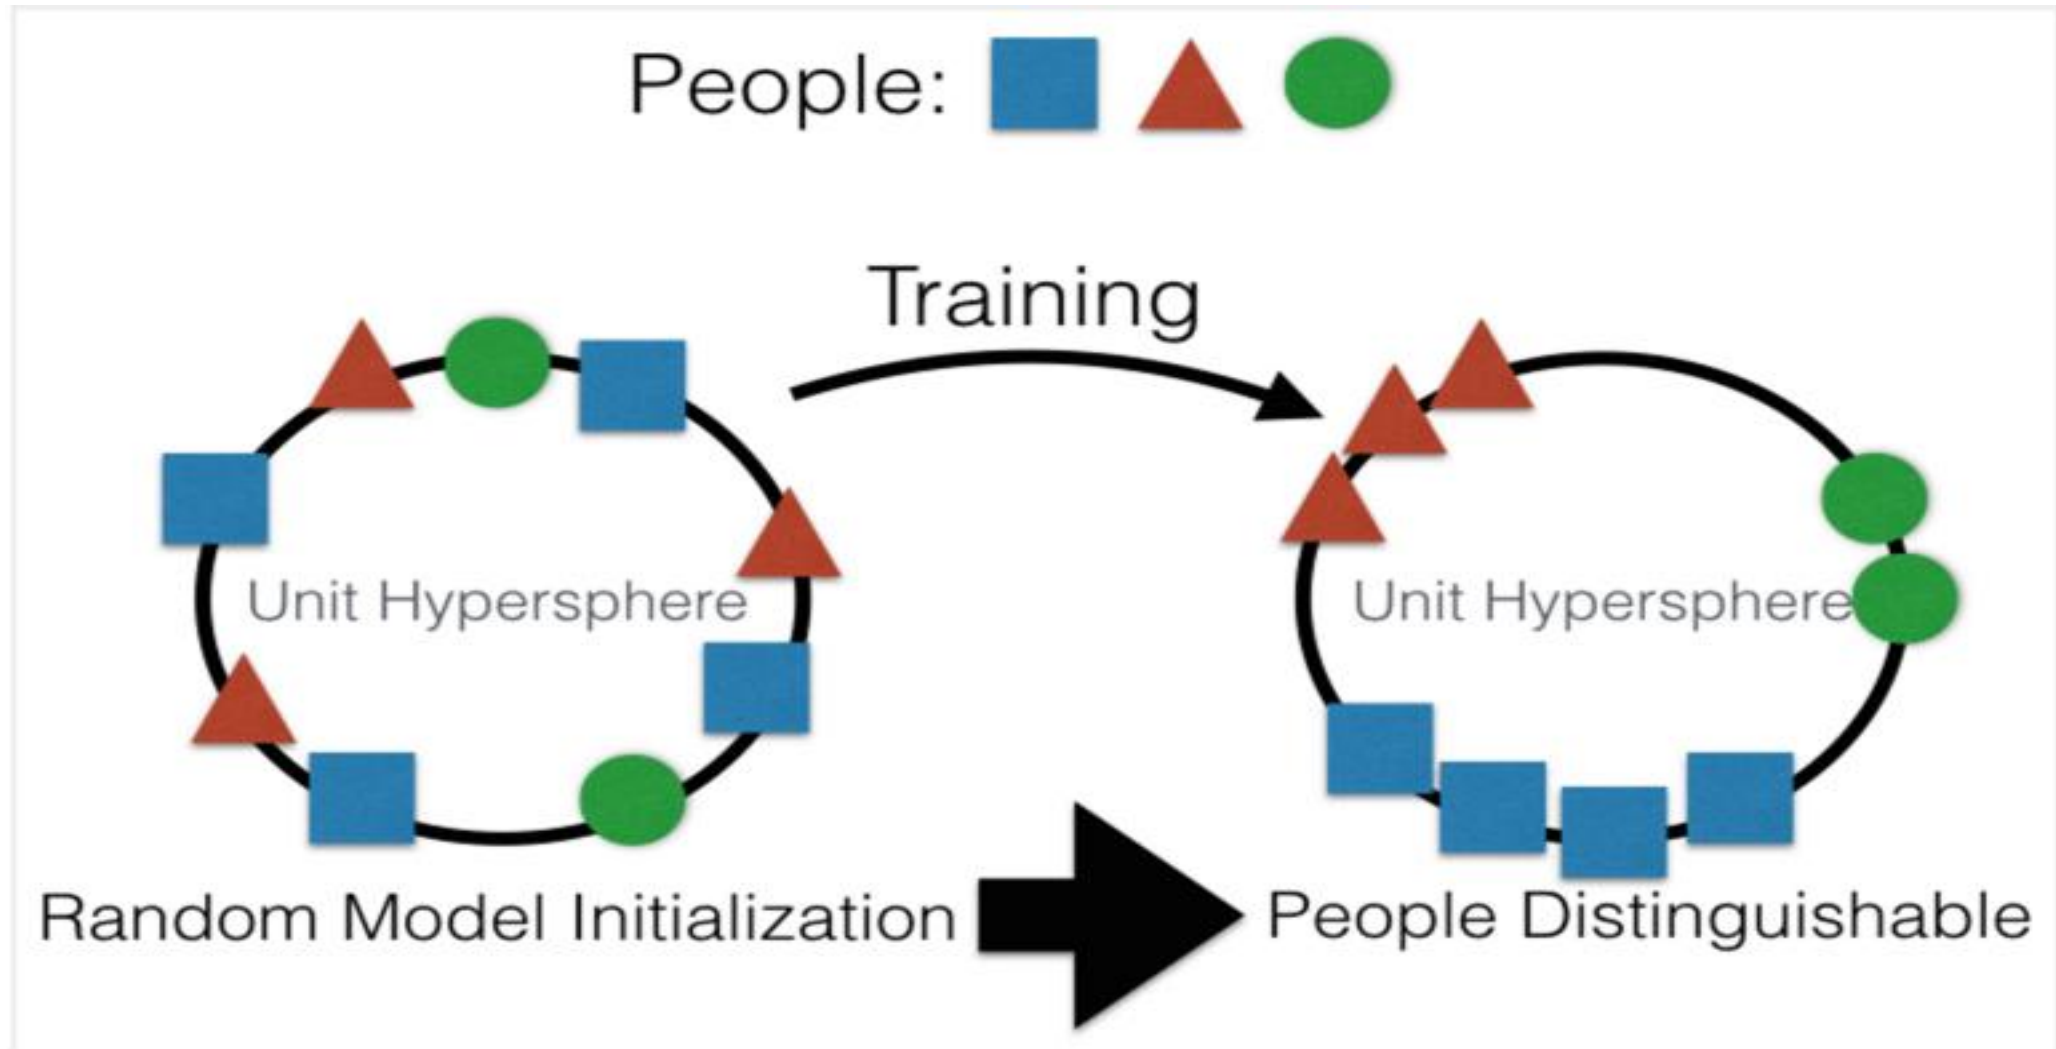 People:
Training
Unit Hypersphere
Unit Hypersphere
Random Model Initialization
People Distinguishable